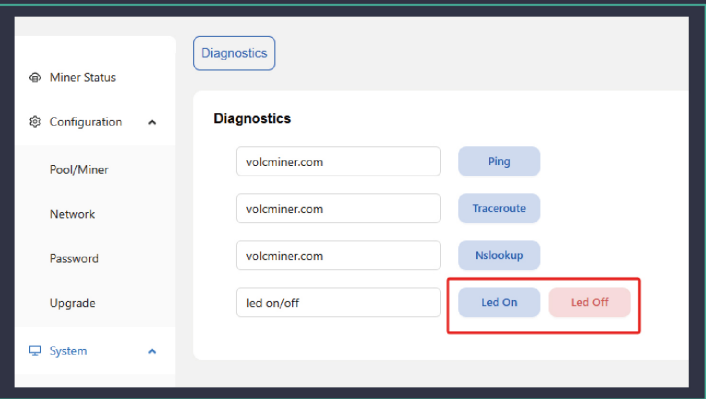 Diagnostics
Miner Status
Configuration
Pool/Miner
Network
Password
Upgrade
System
Diagnostics
volcminer.com Ping
volcminer.com Traceroute
volcminer.com Nslookup
led on/off Led On Led Off